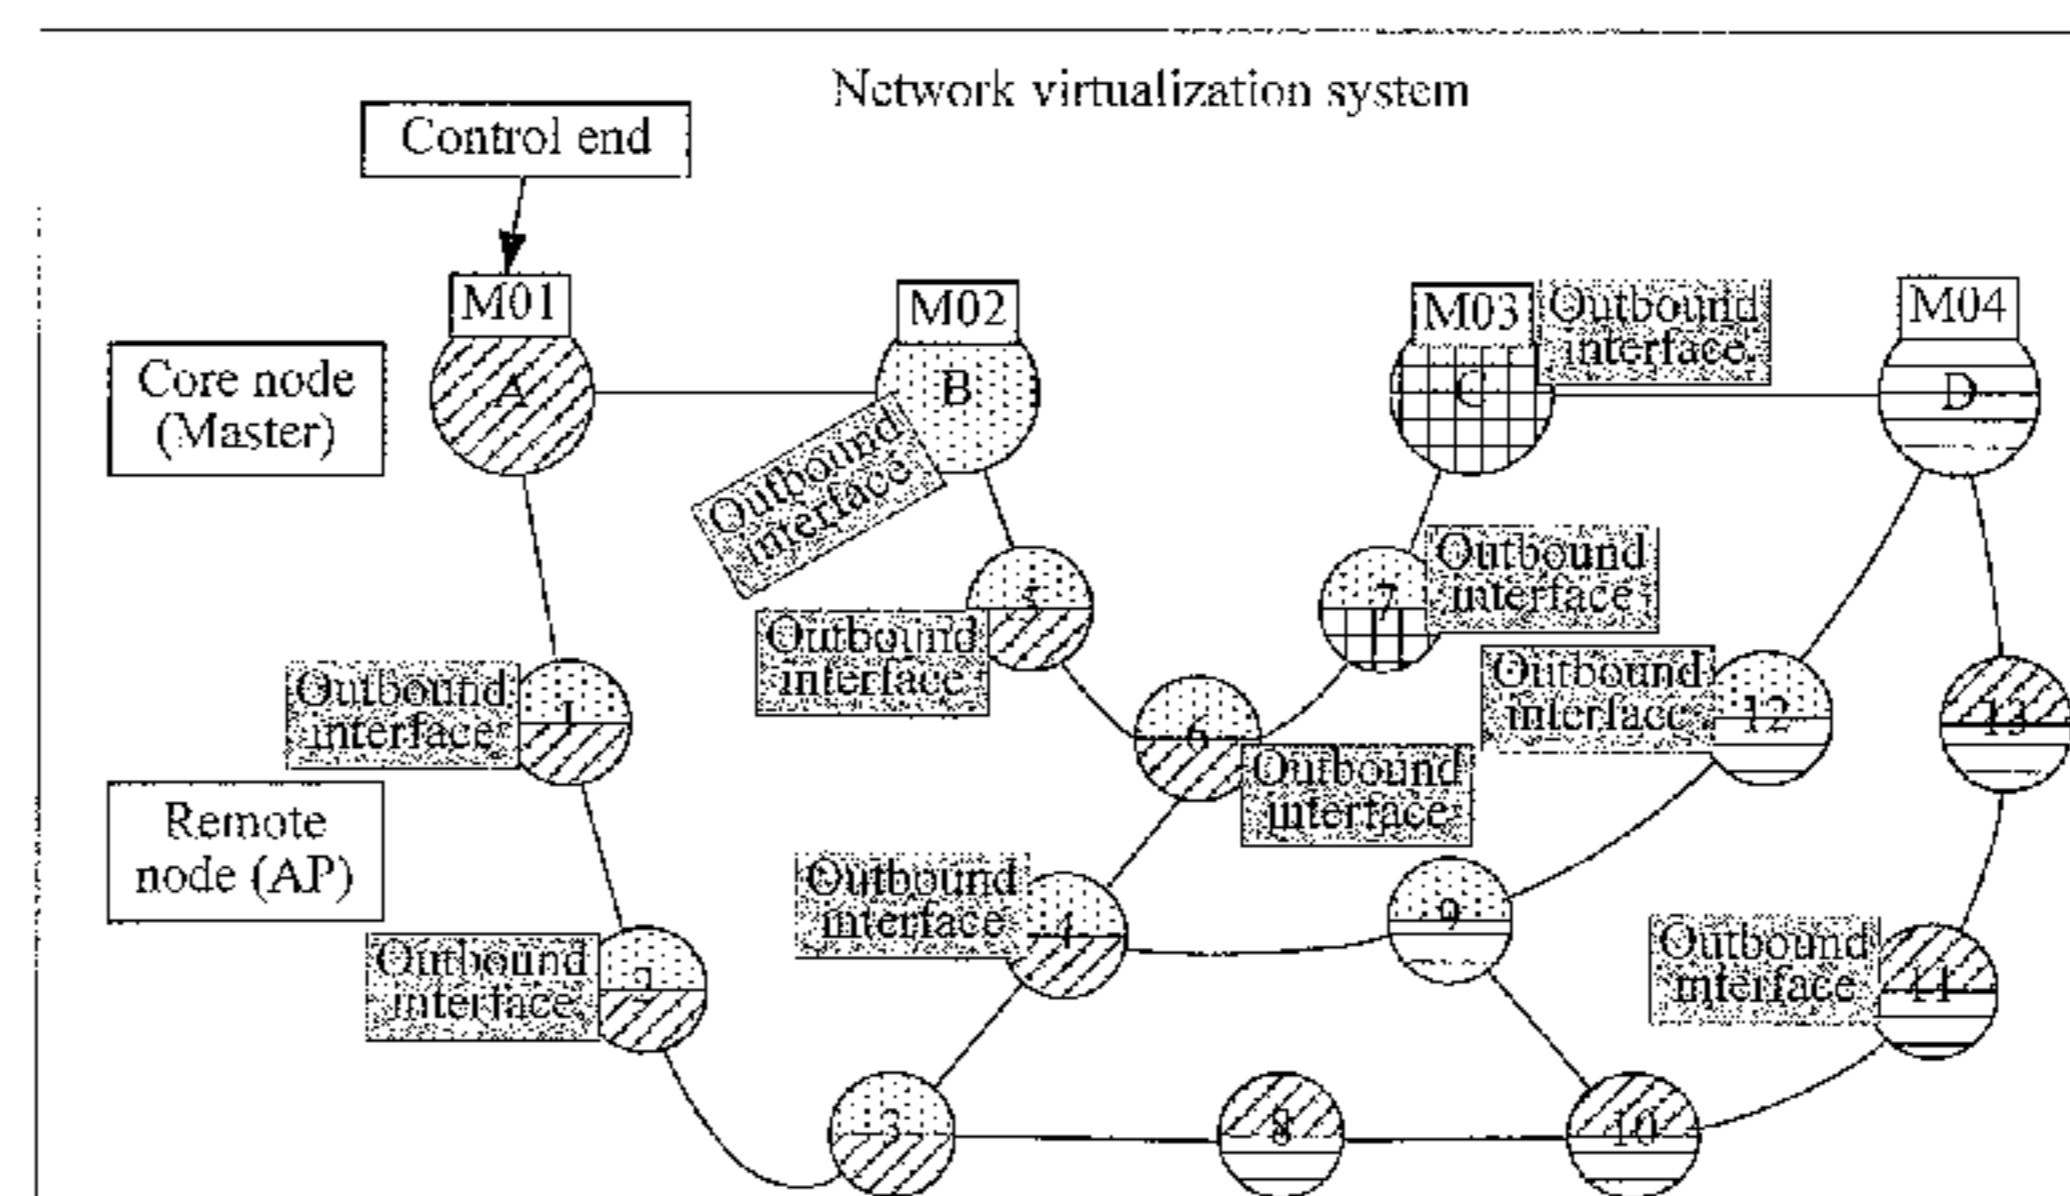 Network virtualization system
Control end
M01
M02
M03
Outbound
interface
M04
Core node
(Master)
A
B
C
D
Outbound
interface
5
Outbound
interface
7
Outbound
interface
Outbound
interface
1
6
Outbound
interface
Outbound
interface
12
13
Remote
node (AP)
Outbound
interface
4
9
Outbound
interface
2
Outbound
interface
11
3
8
10